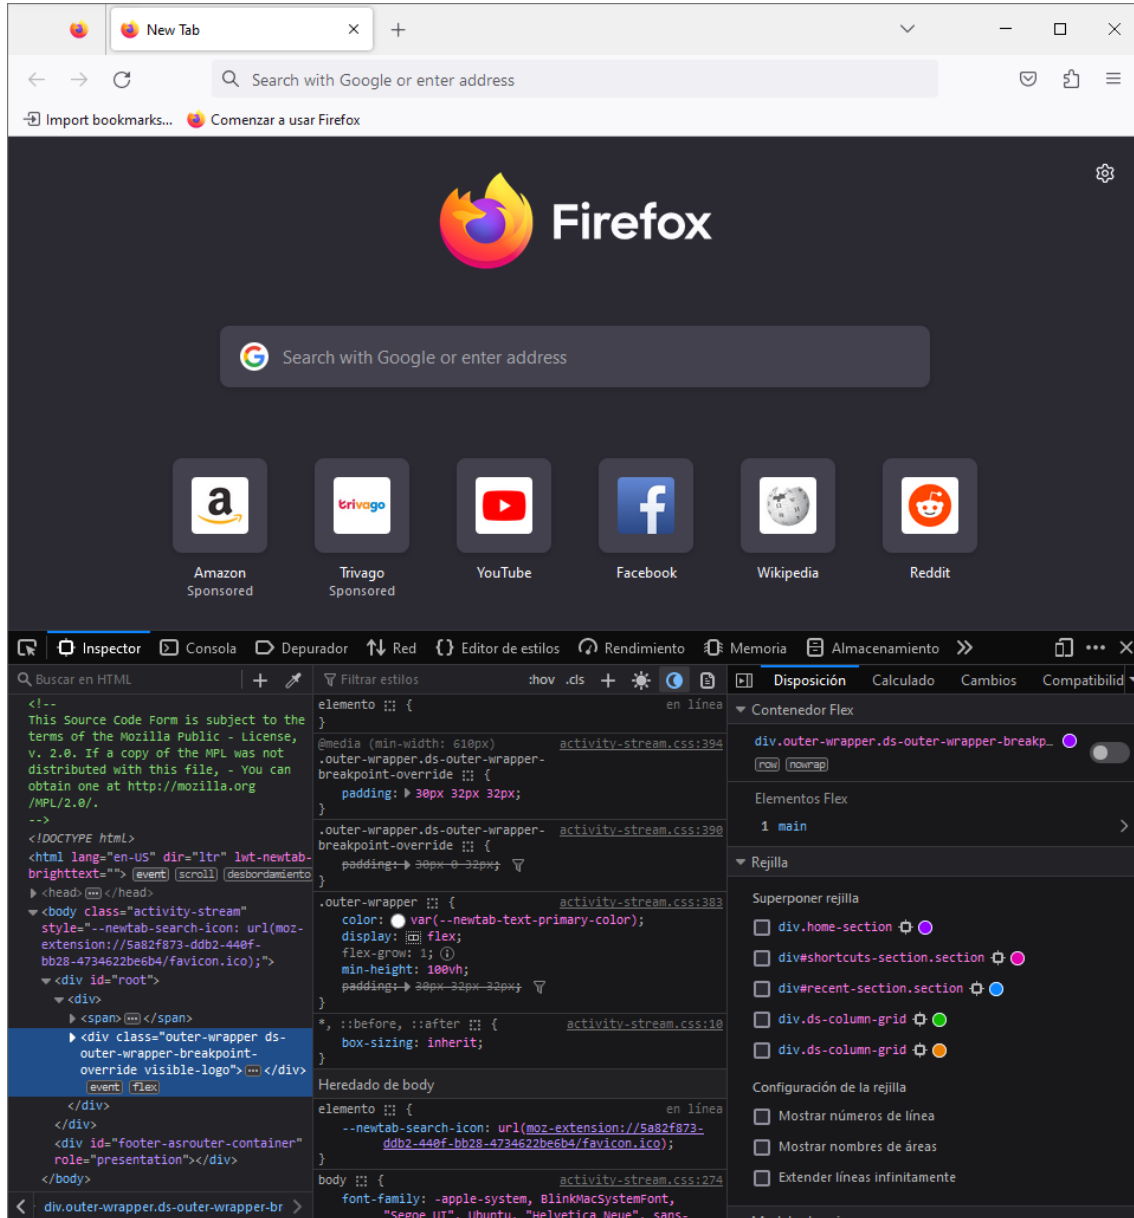 New Tab
Search with Google or enter address
Import bookmarks...
Comenzar a usar Firefox
Firefox
Search with Google or enter address
a
trivago
Amazon
Sponsored
Trivago
Sponsored
YouTube
Facebook
Wikipedia
Reddit
Inspector
Consola
Depurador
Red
Editor de estilos
Rendimiento
Memoria
Almacenamiento
Buscar en HTML
<!--
This Source Code Form is subject to the
terms of the Mozilla Public - License,
v. 2.0. If a copy of the MPL was not
distributed with this file, - You can
obtain one at http://mozilla.org
/MPL/2.0/.
-->
<!DOCTYPE html>
<html lang="en-US" dir="ltr" lwt-newtab-
brighttext=""> event scroll desbordamiento
<head> ••• </head>
<body class="activity-stream"
style="--newtab-search-icon: url(moz-
extension://5a82f873-ddb2-440f-
bb28-4734622be6b4/favicon.ico);">
<div id="root">
<div>
<span> ••• </span>
<div class="outer-wrapper ds-
outer-wrapper-breakpoint-
override visible-logo"> ••• </div>
event flex
</div>
</div>
<div id="footer-asrouter-container"
role="presentation"></div>
</body>
div.outer-wrapper.ds-outer-wrapper-br
Filtrar estilos
:hov .cls
elemento {
en línea
}
@media (min-width: 610px)
activity-stream.css:394
.outer-wrapper.ds-outer-wrapper-
breakpoint-override {
padding: 30px 32px 32px;
}
.outer-wrapper.ds-outer-wrapper-
activity-stream.css:390
breakpoint-override {
padding: 30px 0 32px;
}
.outer-wrapper {
activity-stream.css:383
color: var(--newtab-text-primary-color);
display: flex;
flex-grow: 1;
min-height: 100vh;
padding: 30px 32px 32px;
}
*, ::before, ::after {
activity-stream.css:10
box-sizing: inherit;
}
Heredado de body
elemento {
en línea
--newtab-search-icon: url(moz-extension://5a82f873-
ddb2-440f-bb28-4734622be6b4/favicon.ico);
}
body {
activity-stream.css:274
font-family: -apple-system, BlinkMacSystemFont,
"Segoe UI", Ubuntu, "Helvetica Neue", sans-
Disposición
Calculado
Cambios
Compatibilid
Contenedor Flex
div.outer-wrapper.ds-outer-wrapper-breakp…
row nowrap
Elementos Flex
1 main
Rejilla
Superponer rejilla
div.home-section
div#shortcuts-section.section
div#recent-section.section
div.ds-column-grid
div.ds-column-grid
Configuración de la rejilla
Mostrar números de línea
Mostrar nombres de áreas
Extender líneas infinitamente